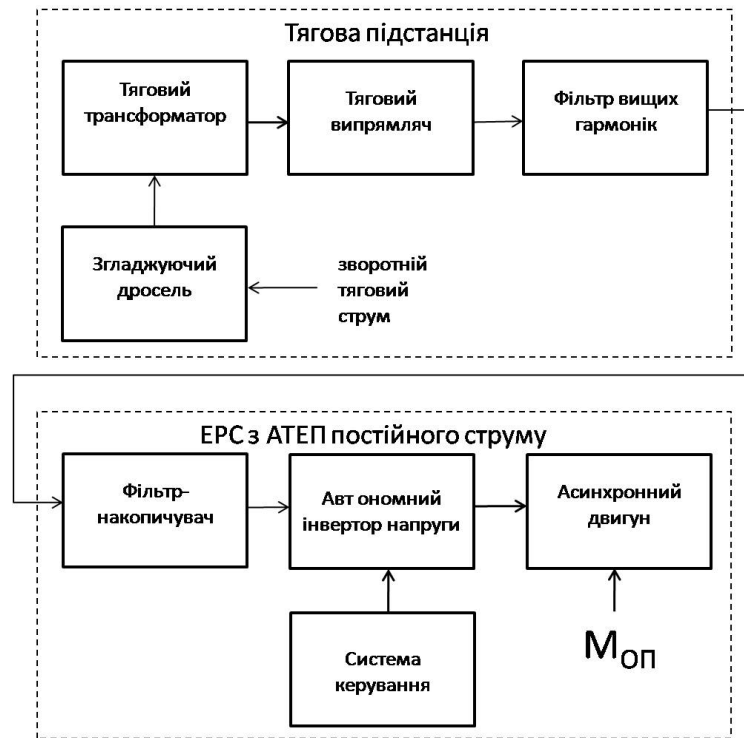 Тягова підстанція
Тяговий
трансформатор
Тяговий
випрямляч
Фільтр вищих
гармонік
Згладжуючий
дросель
зворотній
тяговий
струм
ЕРС з АТЕП постійного струму
Фільтр-
накопичувач
Авт ономний
інвертор напруги
Асинхронний
двигун
Система
керування
М_ОП